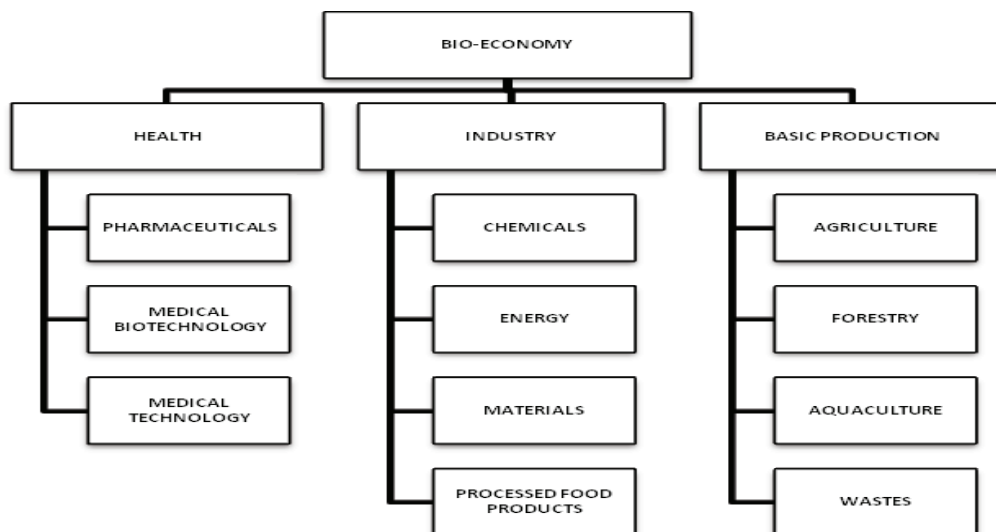 BIO-ECONOMY
HEALTH
PHARMACEUTICALS
MEDICAL
BIOTECHNOLOGY
MEDICAL
TECHNOLOGY
INDUSTRY
CHEMICALS
ENERGY
MATERIALS
PROCESSED FOOD
PRODUCTS
BASIC PRODUCTION
AGRICULTURE
FORESTRY
AQUACULTURE
WASTES